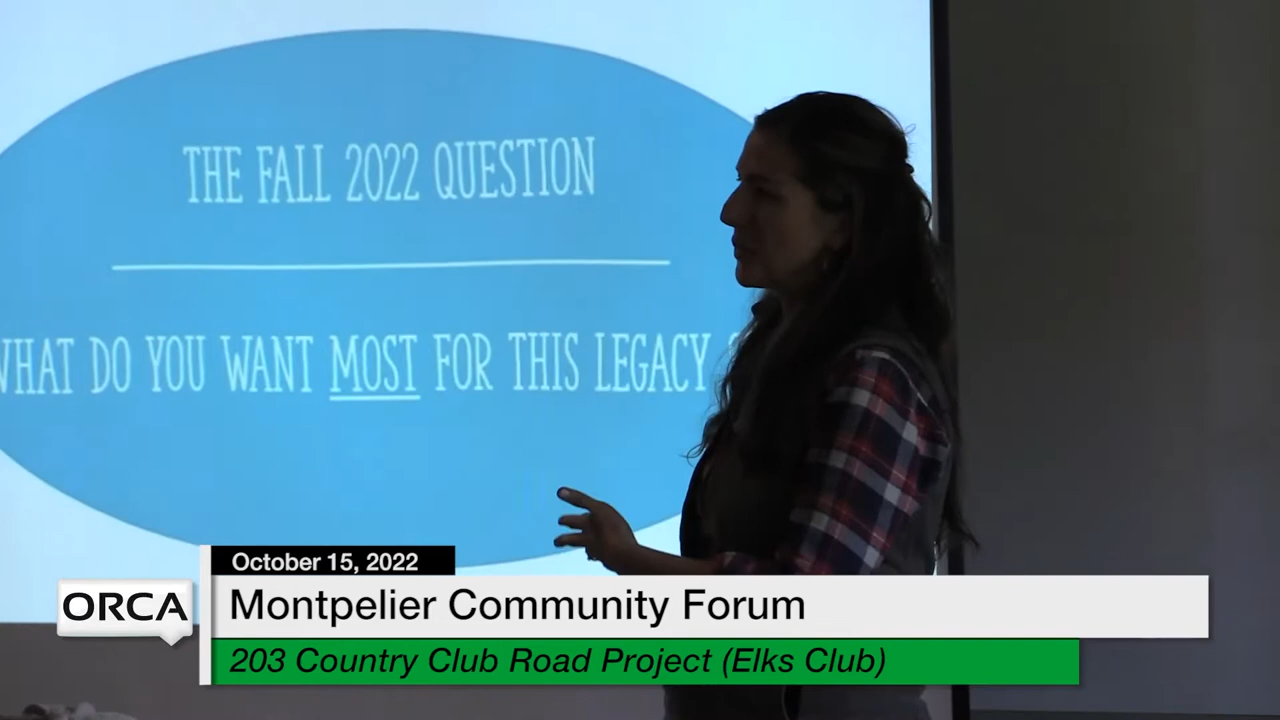 THE FALL 2022 QUESTION
WHAT DO YOU WANT MOST FOR THIS LEGACY
October 15, 2022
ORCA
Montpelier Community Forum
203 Country Club Road Project (Elks Club)